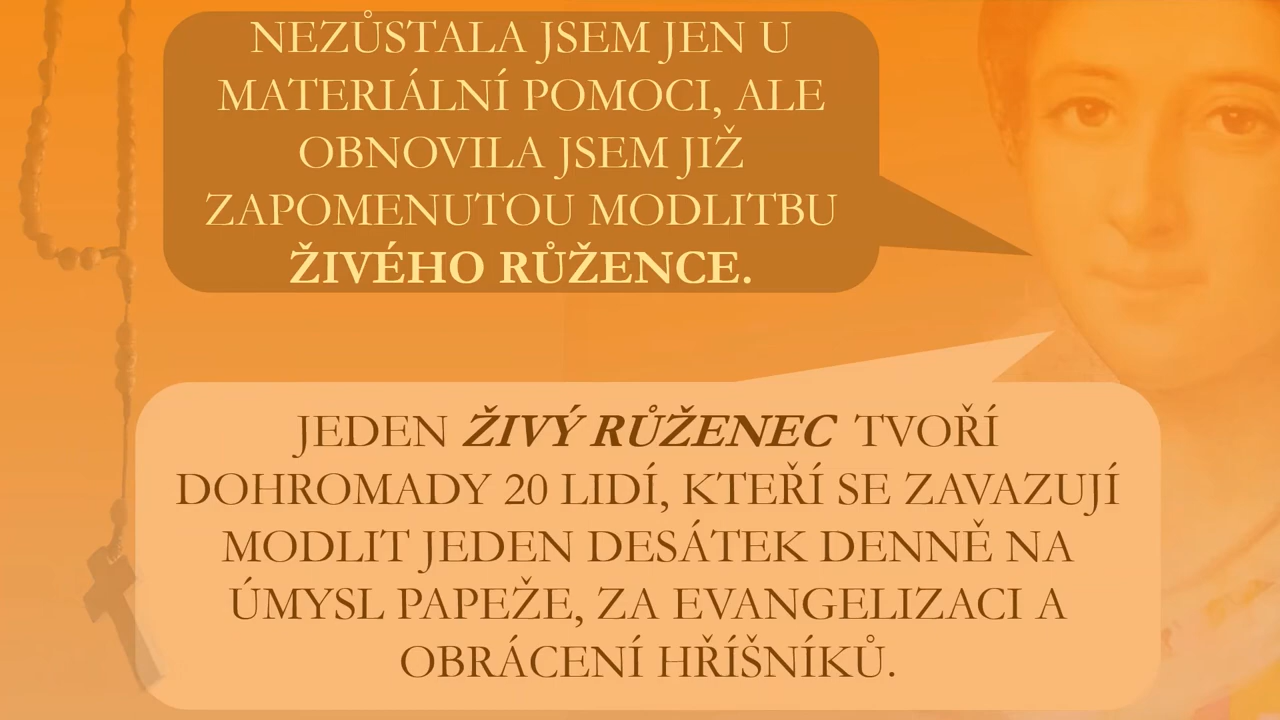 NEZŮSTALA JSEM JEN U
MATERIÁLNÍ POMOCI, ALE
OBNOVILA JSEM JIŽ
ZAPOMENUTOU MODLITBU
ŽIVÉHO RŮŽENCE.
JEDEN ŽIVÝ RŮŽENEC TVOŘÍ
DOHROMADY 20 LIDÍ, KTEŘÍ SE ZAVAZUJÍ
MODLIT JEDEN DESÁTEK DENNĚ NA
ÚMYSL PAPEŽE, ZA EVANGELIZACI A
OBRÁCENÍ HŘÍŠNÍKŮ.